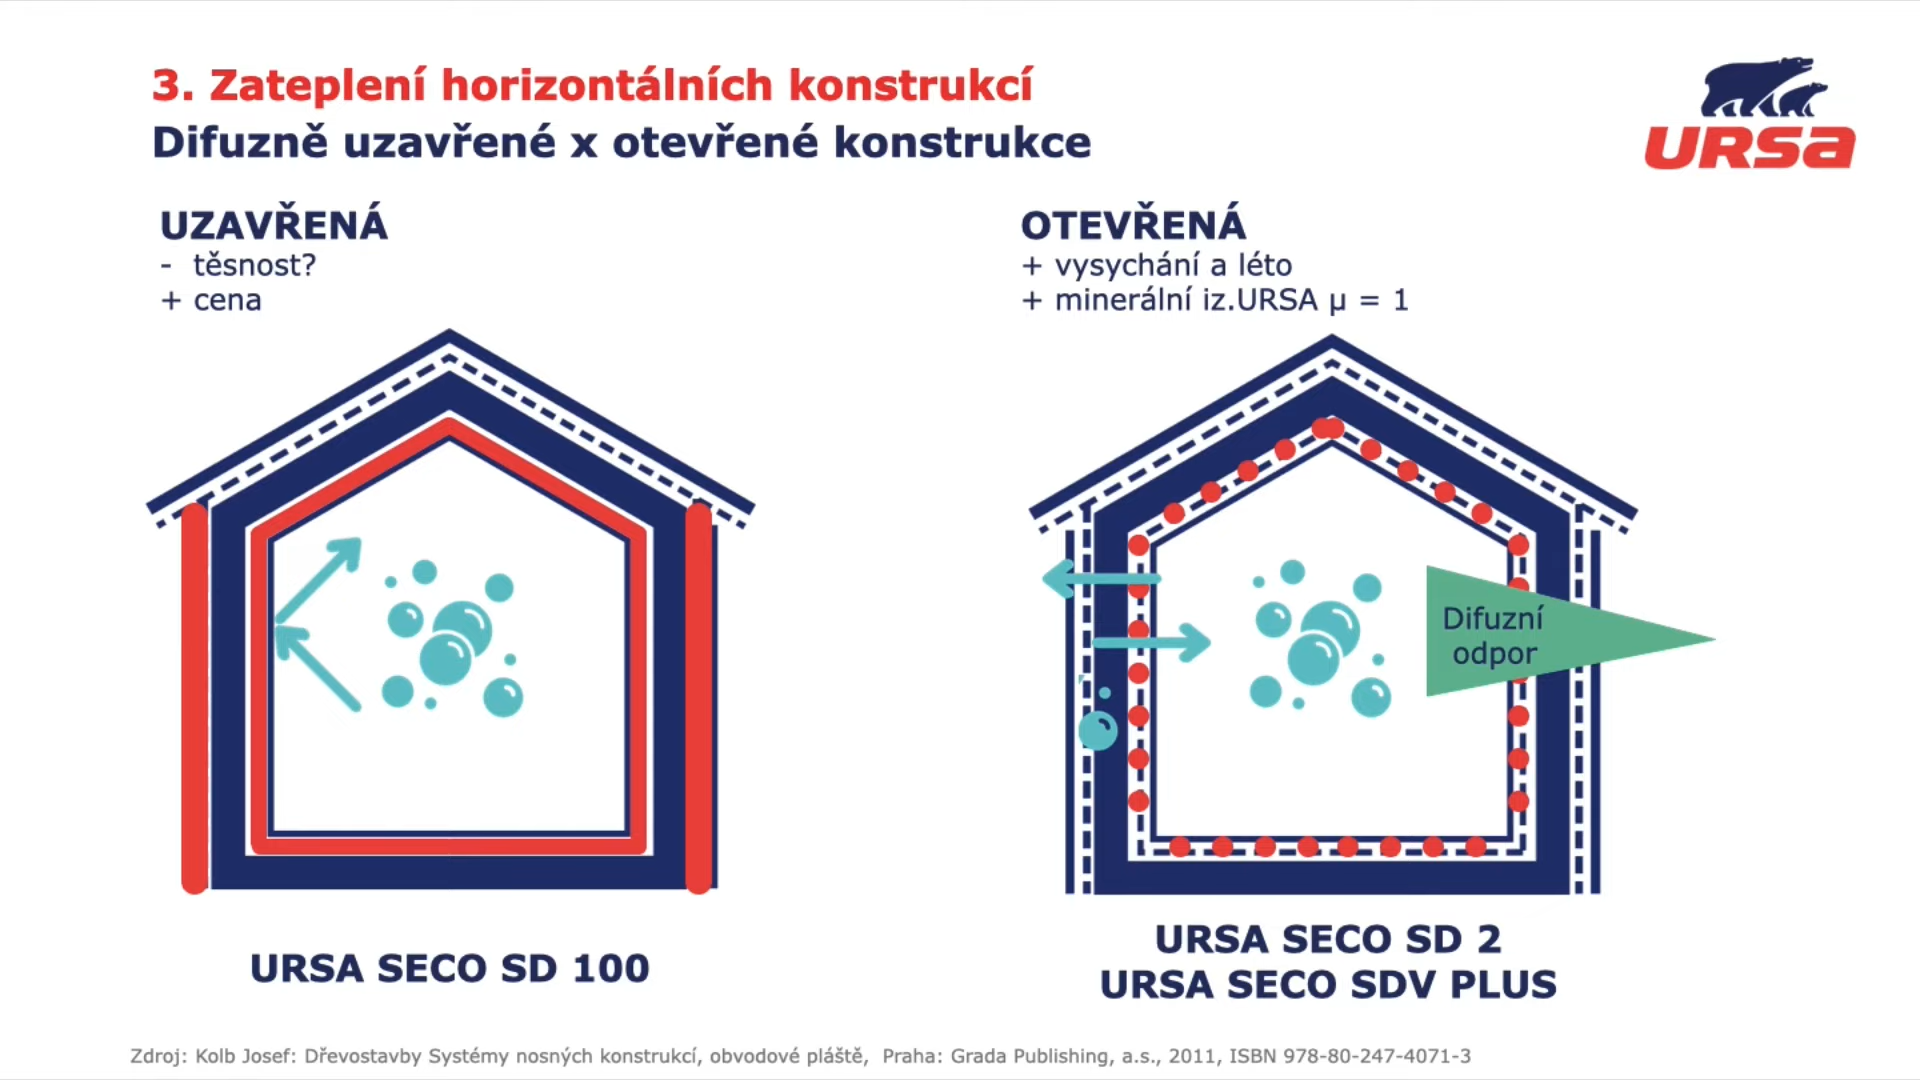 3. Zateplení horizontálních konstrukcí
Difuzně uzavřené x otevřené konstrukce
URSA
UZAVŘENÁ
- těsnost?
+ cena
OTEVŘENÁ
+ vysychání a léto
+ minerální iz.URSA μ = 1
Difuzní
odpor
URSA SECO SD 100
URSA SECO SD 2
URSA SECO SDV PLUS
Zdroj: Kolb Josef: Dřevostavby Systémy nosných konstrukcí, obvodové pláště, Praha: Grada Publishing, a.s., 2011, ISBN 978-80-247-4071-3